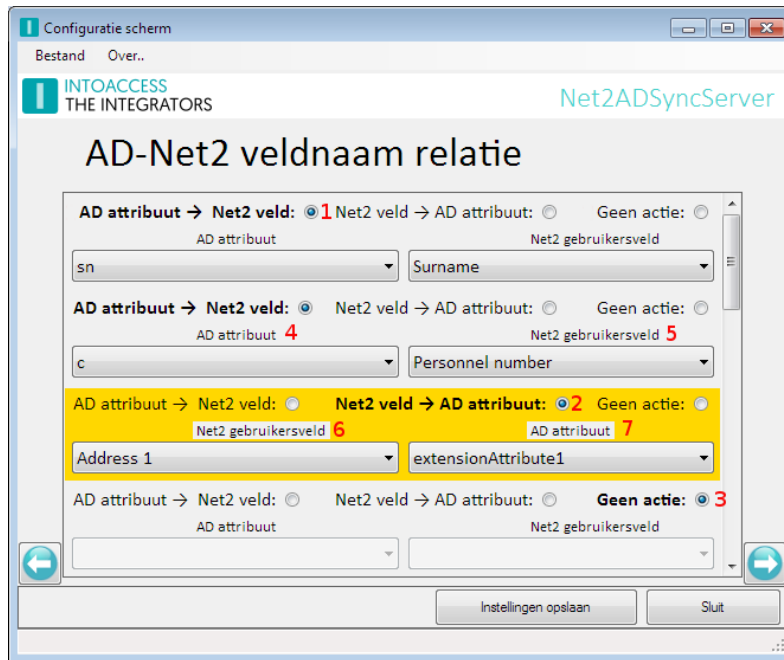 Configuratie scherm
Bestand Over..
INTOACCESS
THE INTEGRATORS
Net2ADSyncServer
AD-Net2 veldnaam relatie
AD attribuut → Net2 veld: 1 Net2 veld → AD attribuut: Geen actie:
AD attribuut Net2 gebruikersveld
sn Surname
AD attribuut → Net2 veld: Net2 veld → AD attribuut: Geen actie:
AD attribuut 4 Net2 gebruikersveld 5
c Personnel number
AD attribuut → Net2 veld: Net2 veld → AD attribuut: 2 Geen actie:
Net2 gebruikersveld 6 AD attribuut 7
Address 1 extensionAttribute1
AD attribuut → Net2 veld: Net2 veld → AD attribuut: Geen actie: 3
AD attribuut Net2 gebruikersveld
Instellingen opslaan Sluit